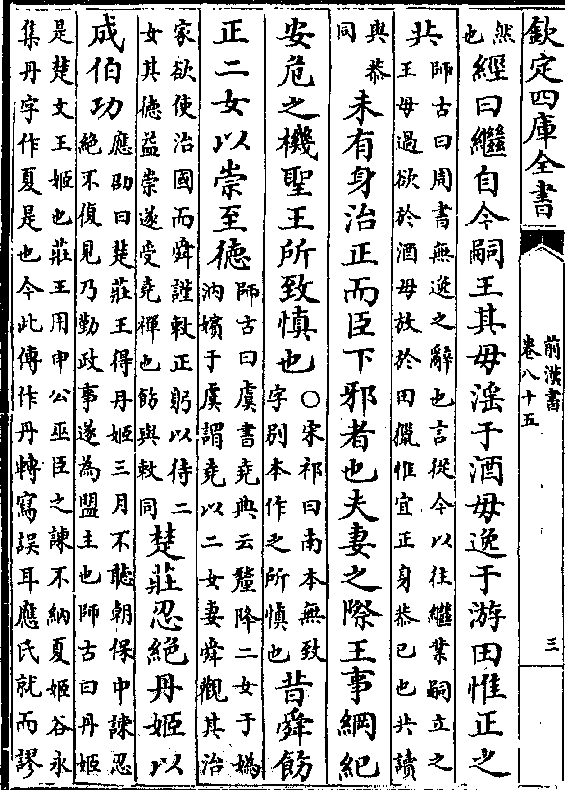 欽定四庫全書
前漢書
卷八十五
三
然
也
經曰繼自今嗣王其毋淫于酒毋逸于游田惟正之
共
師古曰周書無逸之辭也言從今以往繼業嗣立之
王毋過欲於酒毋放於田獵惟宜正身恭己也共讀
與恭
同
未有身治正而臣下邪者也夫妻之際王事綱紀
安危之機聖王所致慎也
○宋祁曰南本無致
字別本作之所慎也
昔舜飭
正二女以崇至德
師古曰虞書堯典云釐降二女于媯
汭嬪于虞謂堯以二女妻舜觀其治
家欲使治國而舜謹敕正躬以待二
女其德益崇遂受堯禪也飭與敕同
楚莊忍絕丹姬以
成伯功
應劭曰楚莊王得丹姬三月不聽朝保申諫忍
絕不復見乃勤政事遂為盟主也師古曰丹姬
是楚文王姬也莊王用申公巫臣之諫不納夏姬谷永
集丹字作夏是也今此傳作丹轉寫誤耳應氏就而謬